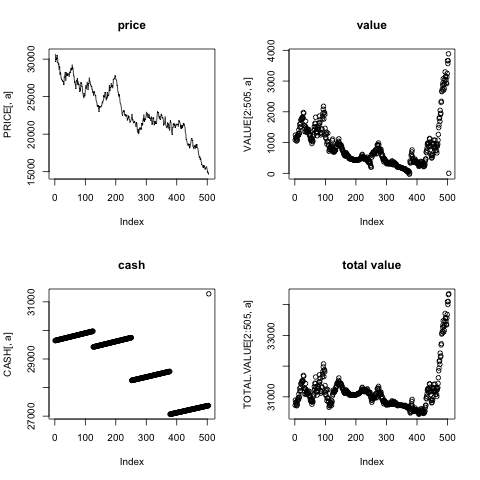 price
PRICE[, a]
15000 20000 25000 30000
0 100 200 300 400 500
Index
value
VALUE[2:505, a]
0 1000 2000 3000 4000
0 100 200 300 400 500
Index
cash
CASH[, a]
27000 29000 31000
0 100 200 300 400 500
Index
total value
TOTAL.VALUE[2:505, a]
31000 33000
0 100 200 300 400 500
Index